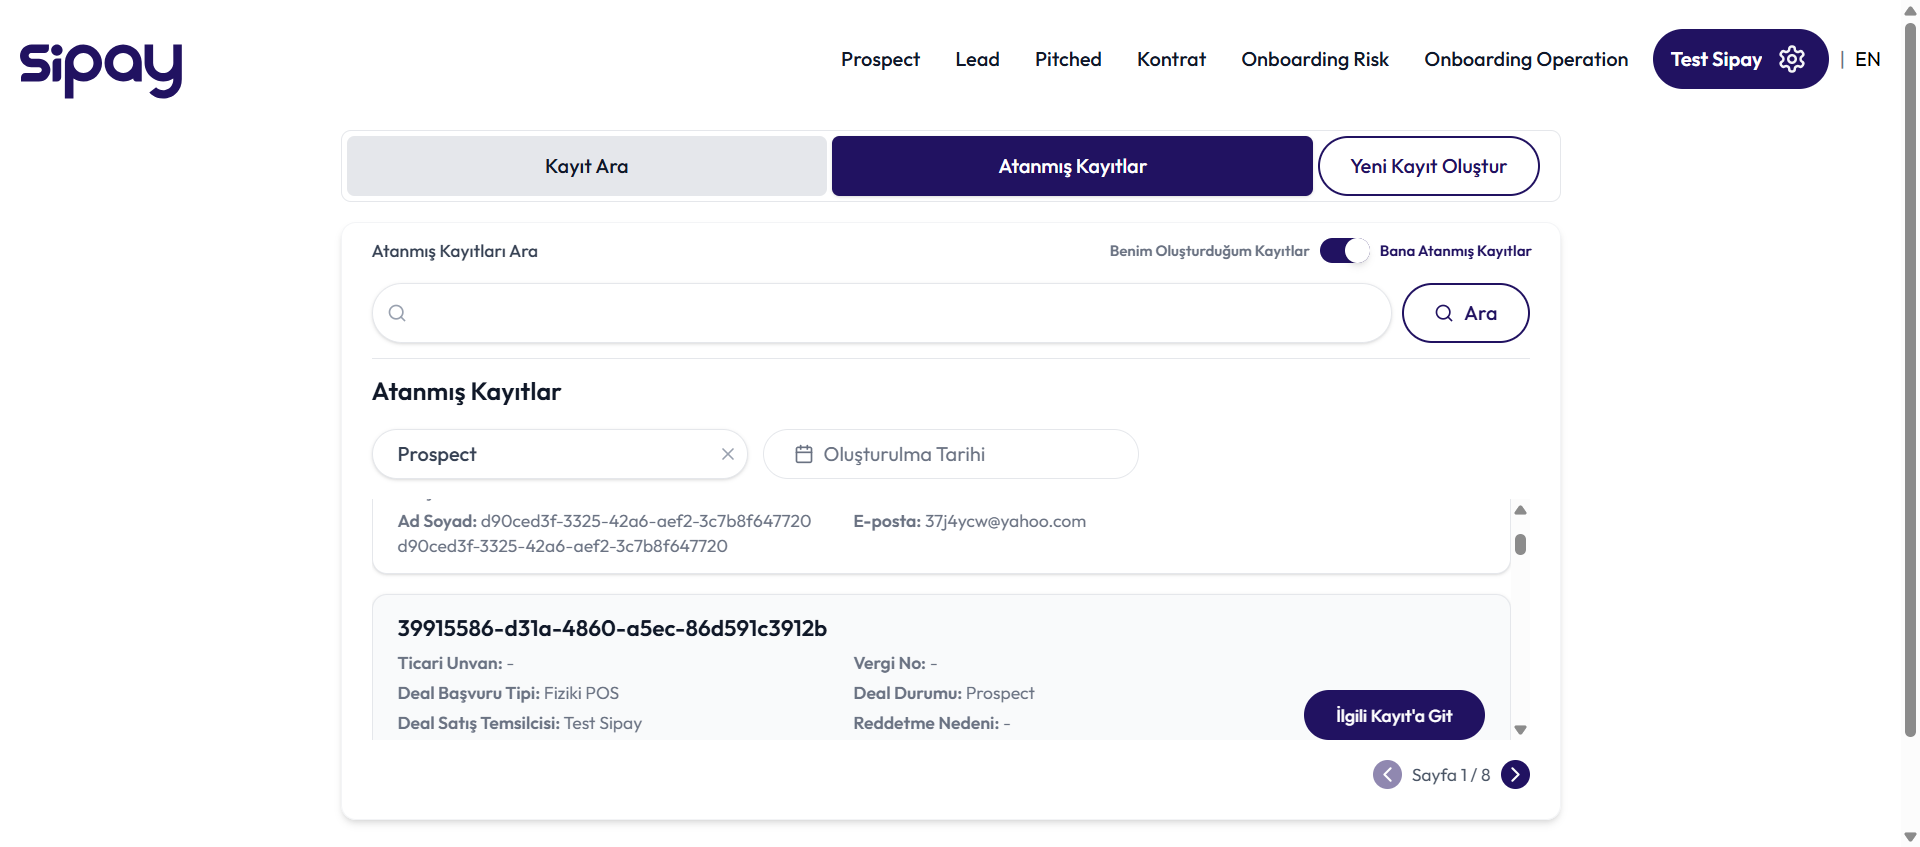 sipay
Prospect Lead Pitched Kontrat Onboarding Risk Onboarding Operation Test Sipay | EN
Kayıt Ara Atanmış Kayıtlar Yeni Kayıt Oluştur
Atanmış Kayıtları Ara Benim Oluşturduğum Kayıtlar Bana Atanmış Kayıtlar
Ara
Atanmış Kayıtlar
Prospect Oluşturulma Tarihi
Ad Soyad: d90ced3f-3325-42a6-aef2-3c7b8f647720 E-posta: 37j4ycw@yahoo.com
d90ced3f-3325-42a6-aef2-3c7b8f647720
39915586-d31a-4860-a5ec-86d591c3912b
Ticari Unvan: - Vergi No: -
Deal Başvuru Tipi: Fiziki POS Deal Durumu: Prospect
Deal Satış Temsilcisi: Test Sipay Reddetme Nedeni: - İlgili Kayıt'a Git
Sayfa 1 / 8